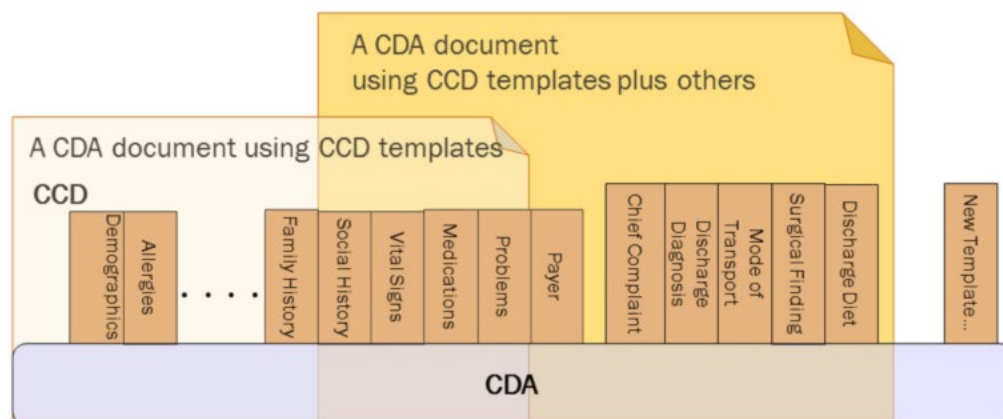 A CDA document
using CCD templates plus others
A CDA document using CCD templates
CCD
Demographics
Allergies
. . . .
Family History
Social History
Vital Signs
Medications
Problems
Payer
Chief Complaint
Discharge
Diagnosis
Mode of
Transport
Surgical Finding
Discharge Diet
New Template...
CDA